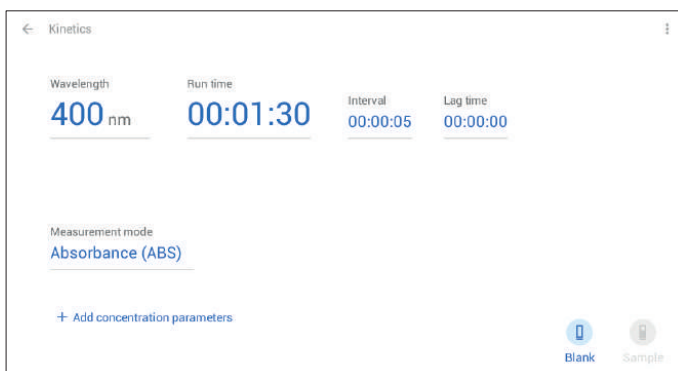 Kinetics
Wavelength
Run time
Interval
Lag time
400 nm
00:01:30
00:00:05
00:00:00
Measurement mode
Absorbance (ABS)
+ Add concentration parameters
Blank
Sample